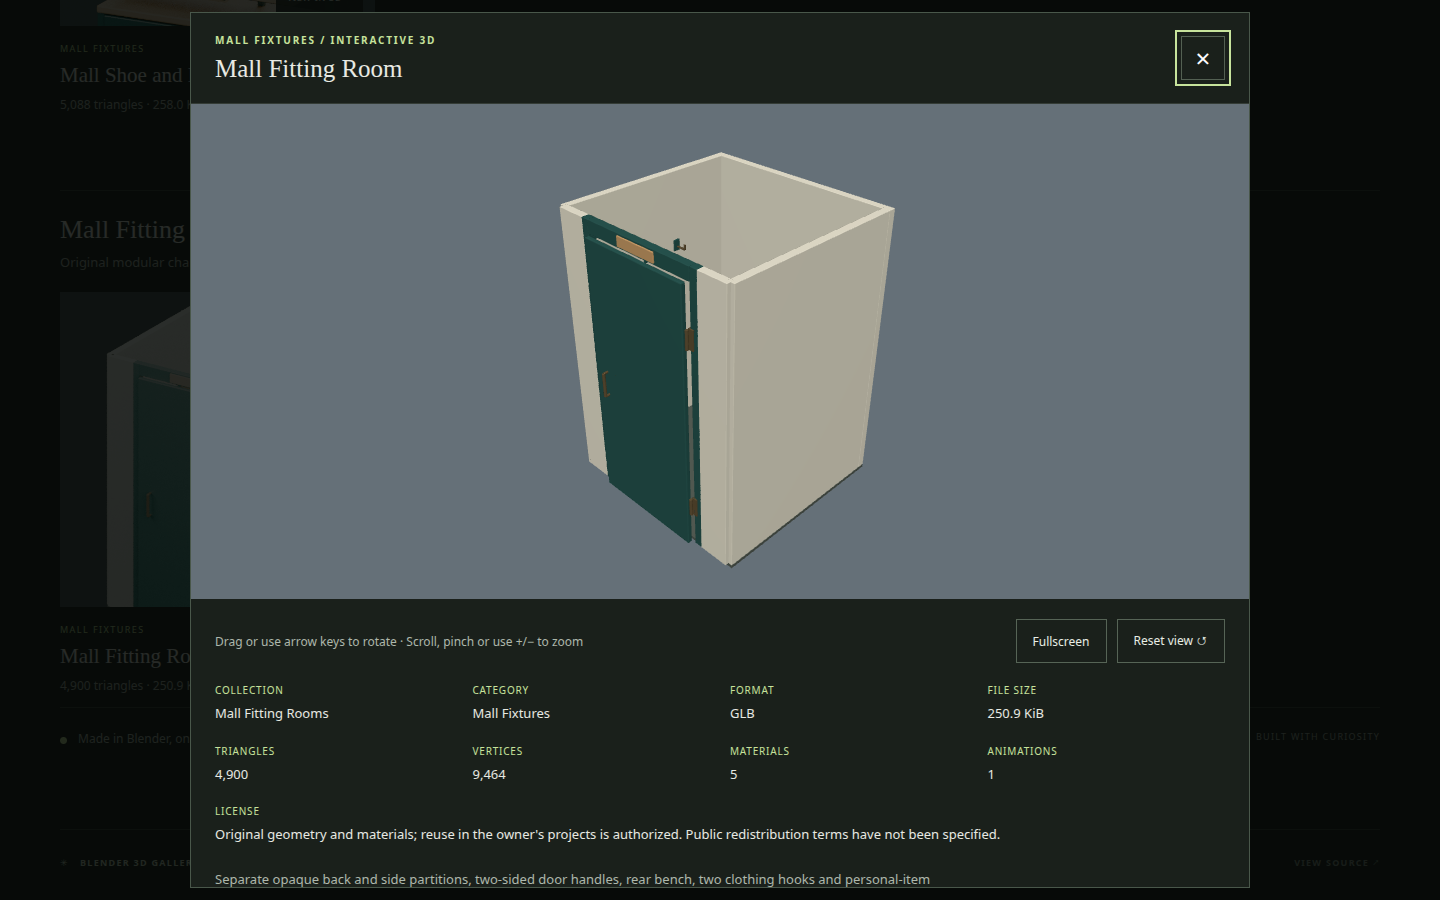 MALL FIXTURES
Mall Shoe and
5,088 triangles · 258.0
Mall Fitting
Original modular cha
MALL FIXTURES
Mall Fitting Ro
4,900 triangles · 250.9
Made in Blender, on
BLENDER 3D GALLER
MALL FIXTURES / INTERACTIVE 3D
Mall Fitting Room
✕
Drag or use arrow keys to rotate · Scroll, pinch or use +/− to zoom
Fullscreen
Reset view ↺
COLLECTION
Mall Fitting Rooms
CATEGORY
Mall Fixtures
FORMAT
GLB
FILE SIZE
250.9 KiB
TRIANGLES
4,900
VERTICES
9,464
MATERIALS
5
ANIMATIONS
1
LICENSE
Original geometry and materials; reuse in the owner's projects is authorized. Public redistribution terms have not been specified.
Separate opaque back and side partitions, two-sided door handles, rear bench, two clothing hooks and personal-item
BUILT WITH CURIOSITY
VIEW SOURCE